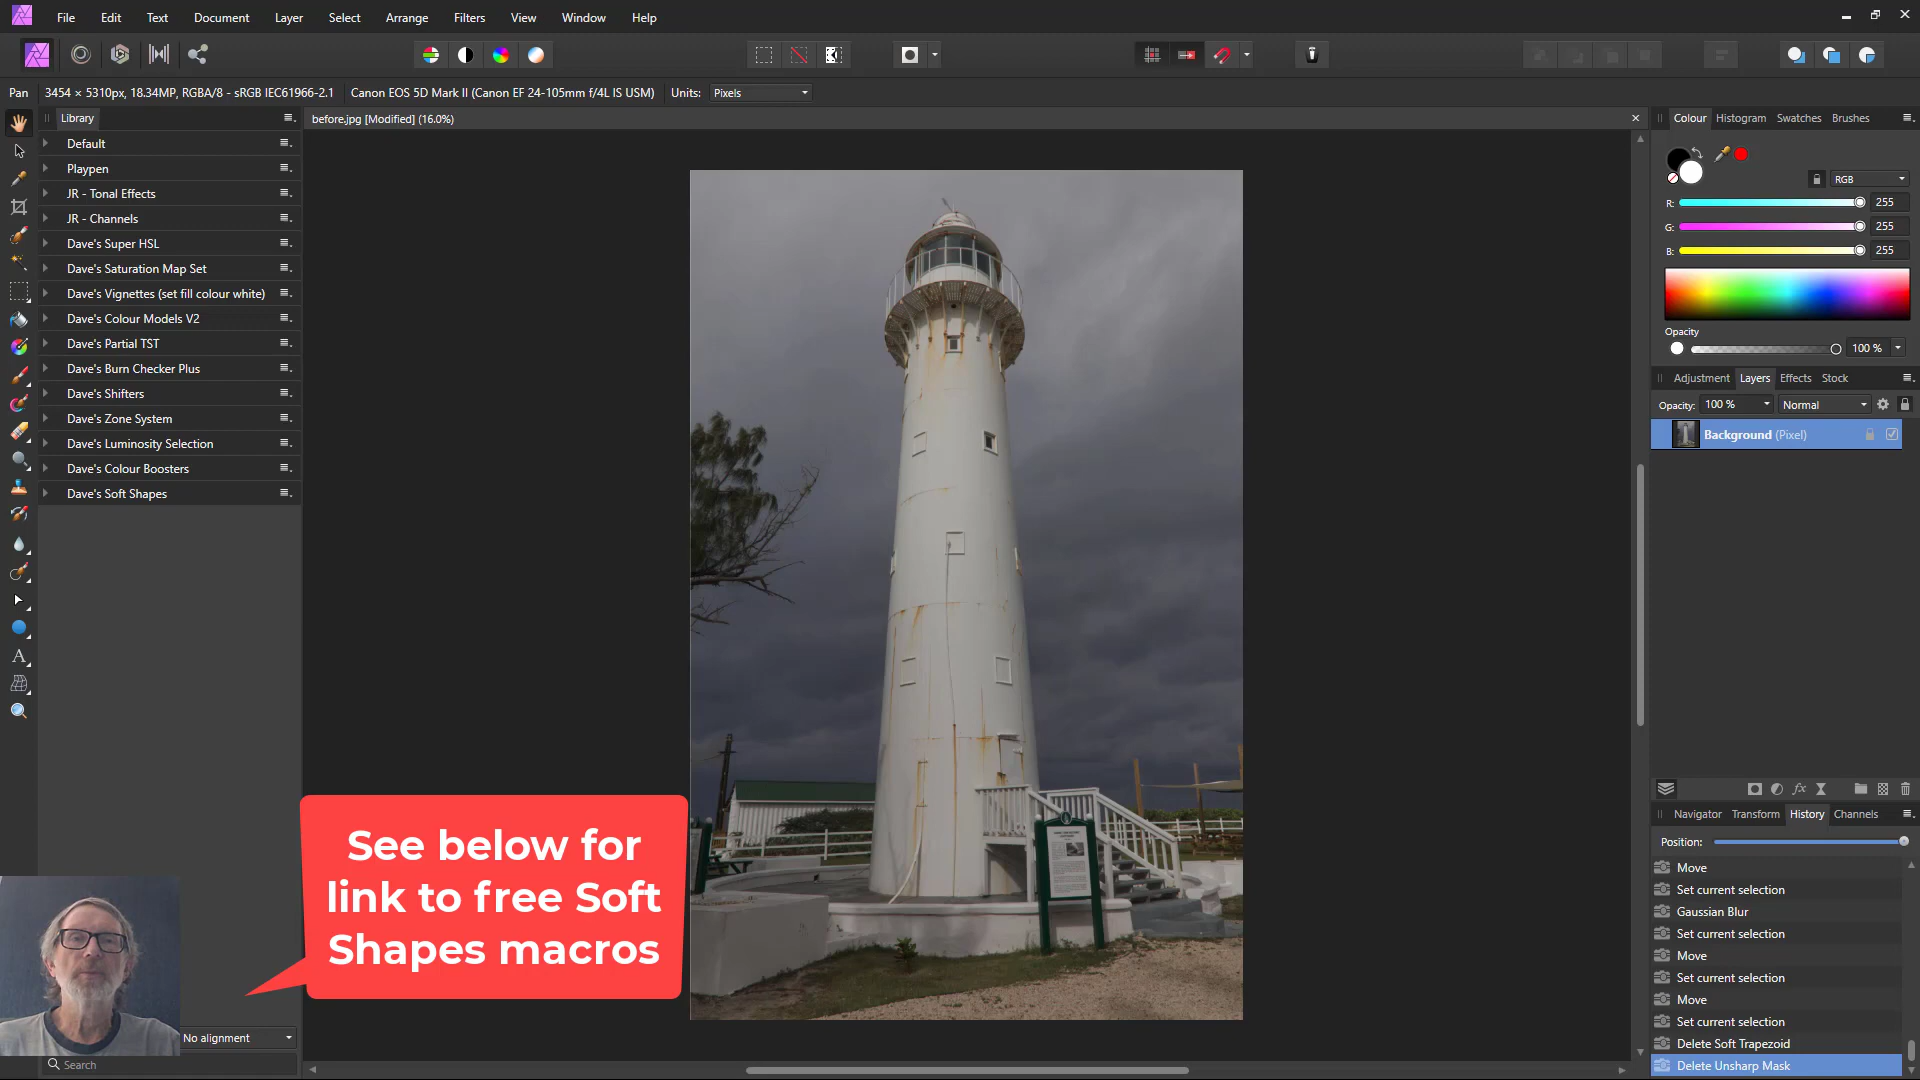 File Edit Text Document Layer Select Arrange Filters View Window Help
Pan 3454 × 5310px, 18.34MP, RGBA/8 - sRGB IEC61966-2.1 Canon EOS 5D Mark II (Canon EF 24-105mm f/4L IS USM) Units: Pixels
Library
before.jpg [Modified] (16.0%)
Default
Playpen
JR - Tonal Effects
JR - Channels
Dave's Super HSL
Dave's Saturation Map Set
Dave's Vignettes (set fill colour white)
Dave's Colour Models V2
Dave's Partial TST
Dave's Burn Checker Plus
Dave's Shifters
Dave's Zone System
Dave's Luminosity Selection
Dave's Colour Boosters
Dave's Soft Shapes
See below for
link to free Soft
Shapes macros
No alignment
Search
Colour Histogram Swatches Brushes
RGB
R: 255
G: 255
B: 255
Opacity
100 %
Adjustment Layers Effects Stock
Opacity: 100 % Normal
Background (Pixel)
Navigator Transform History Channels
Position:
Move
Set current selection
Gaussian Blur
Set current selection
Move
Set current selection
Move
Set current selection
Delete Soft Trapezoid
Delete Unsharp Mask